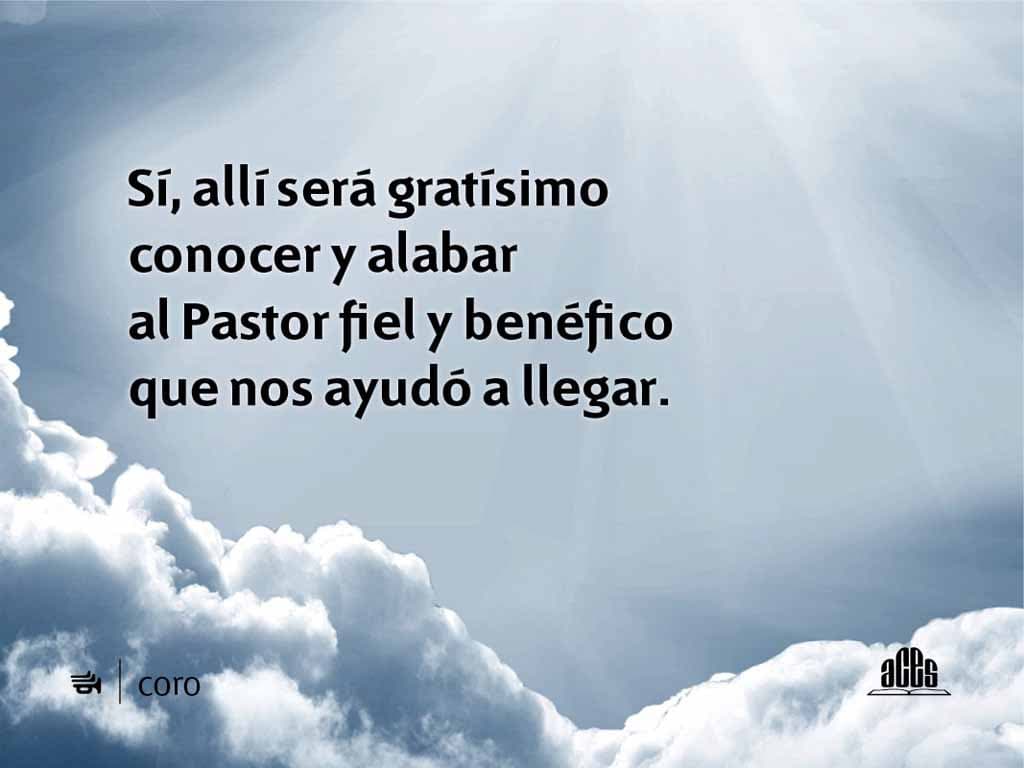 Sí, allí será gratísimo
conocer y alabar
al Pastor fiel y benéfico
que nos ayudó a llegar.
coro
aces